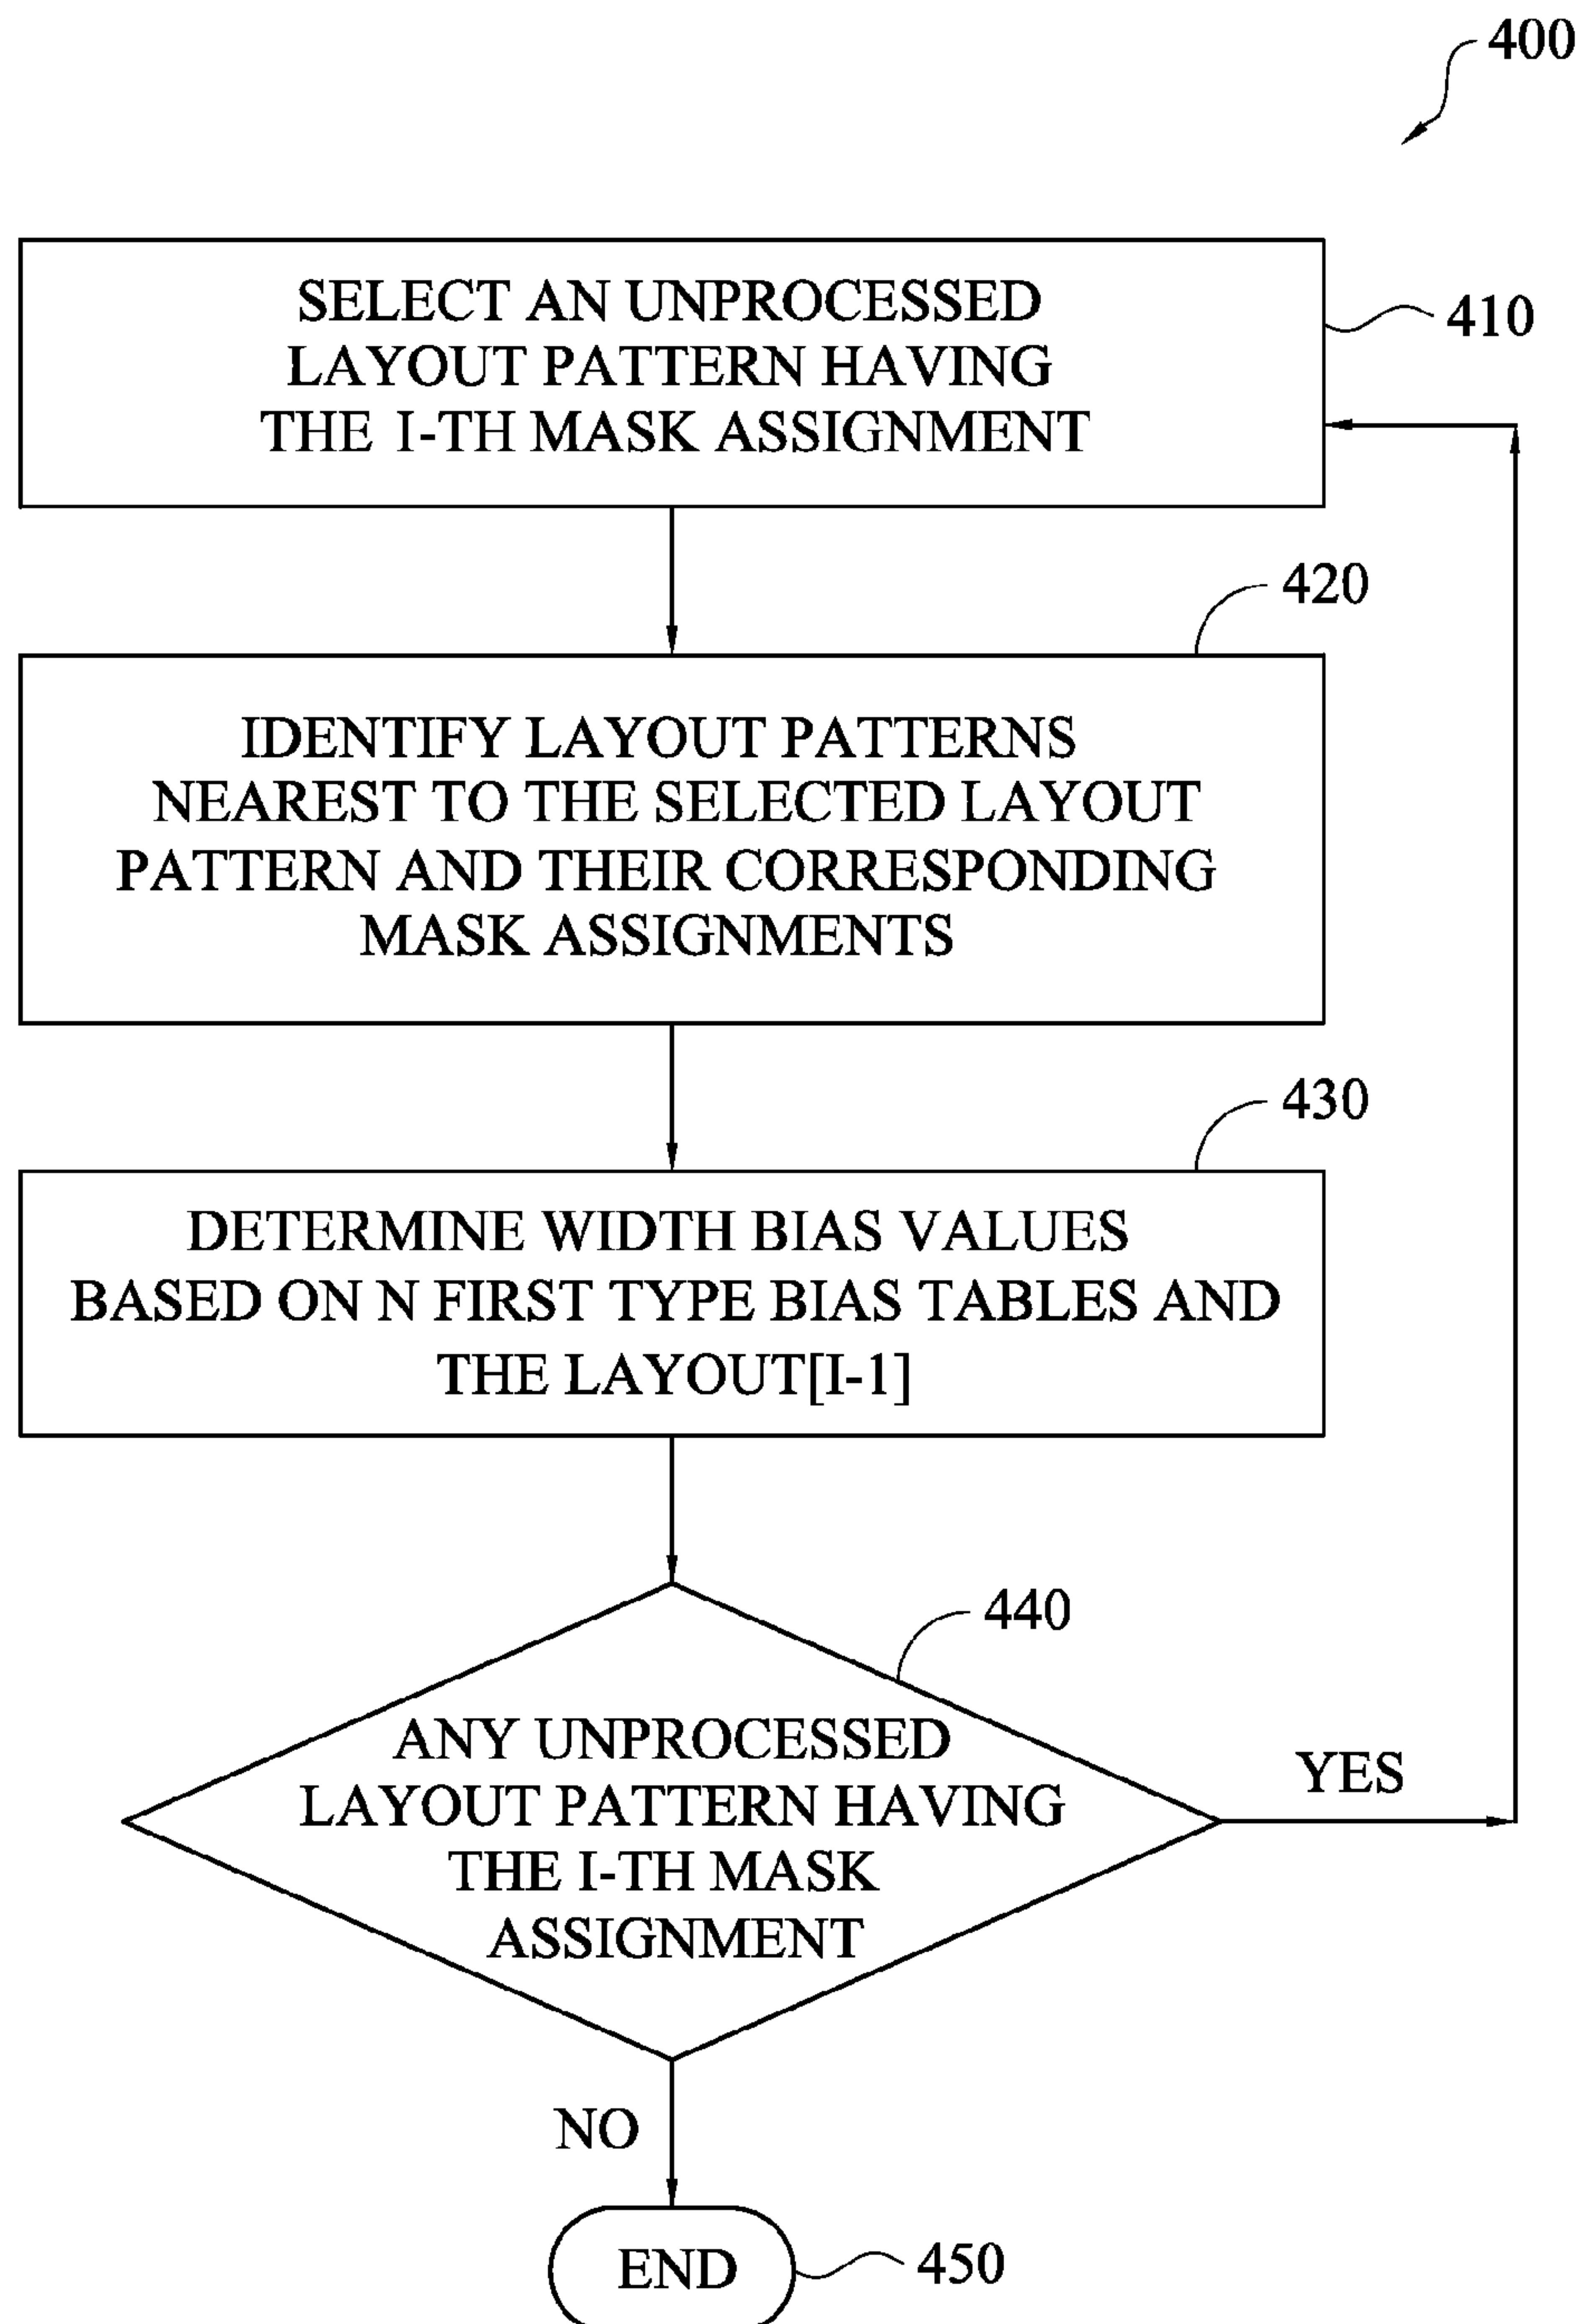 400
SELECT AN UNPROCESSED
LAYOUT PATTERN HAVING
THE I-TH MASK ASSIGNMENT
410
420
IDENTIFY LAYOUT PATTERNS
NEAREST TO THE SELECTED LAYOUT
PATTERN AND THEIR CORRESPONDING
MASK ASSIGNMENTS
430
DETERMINE WIDTH BIAS VALUES
BASED ON N FIRST TYPE BIAS TABLES AND
THE LAYOUT[I-1]
440
ANY UNPROCESSED
LAYOUT PATTERN HAVING
THE I-TH MASK
ASSIGNMENT
YES
NO
END
450